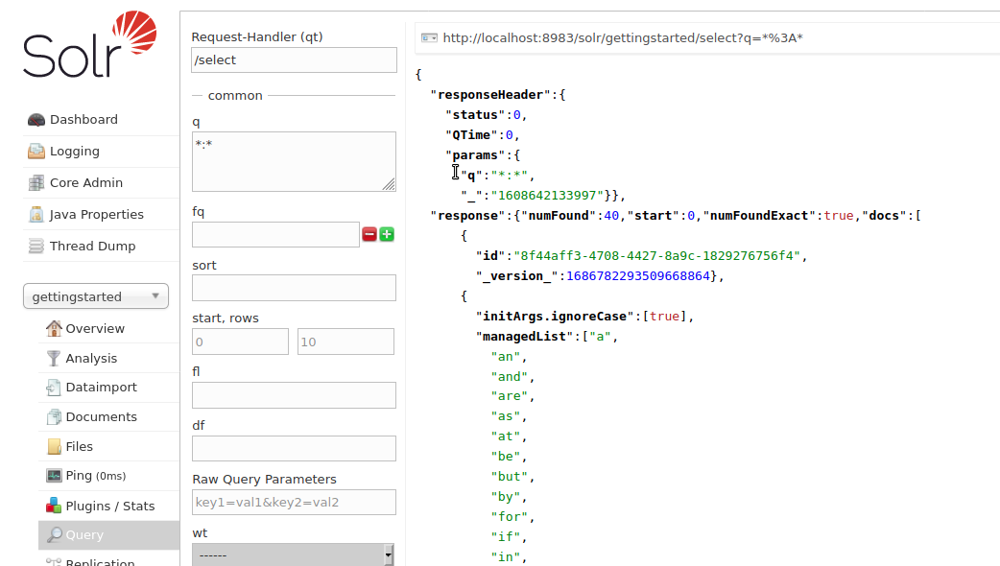 Solr
Dashboard
Logging
Core Admin
Java Properties
Thread Dump
gettingstarted
Overview
Analysis
Dataimport
Documents
Files
Ping (0ms)
Plugins / Stats
Query
Replication
Request-Handler (qt)
/select
common
q
*:*
fq
sort
start, rows
0 10
fl
df
Raw Query Parameters
key1=val1&key2=val2
wt
------
http://localhost:8983/solr/gettingstarted/select?q=*%3A*
{
"responseHeader":{
"status":0,
"QTime":0,
"params":{
"q":"*:*",
"_":"1608642133997"}},
"response":{"numFound":40,"start":0,"numFoundExact":true,"docs":[
{
"id":"8f44aff3-4708-4427-8a9c-1829276756f4",
"_version_":1686782293509668864},
{
"initArgs.ignoreCase":[true],
"managedList":["a",
"an",
"and",
"are",
"as",
"at",
"be",
"but",
"by",
"for",
"if",
"in",